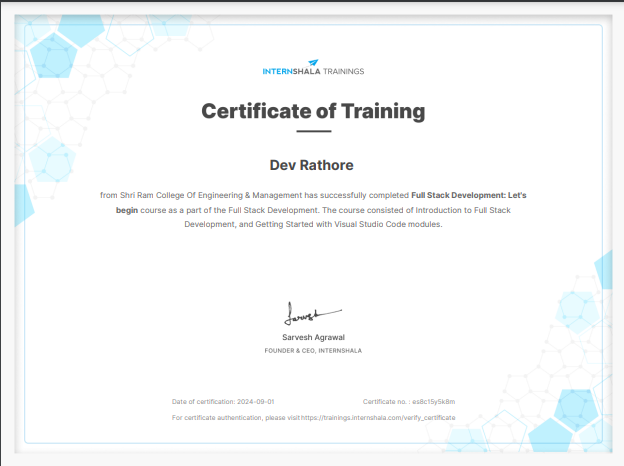 INTERNSHALA TRAININGS
Certificate of Training
Dev Rathore
from Shri Ram College Of Engineering & Management has successfully completed Full Stack Development: Let's
begin course as a part of the Full Stack Development. The course consisted of Introduction to Full Stack
Development, and Getting Started with Visual Studio Code modules.
Sarvesh
Sarvesh Agrawal
FOUNDER & CEO, INTERNSHALA
Date of certification: 2024-09-01 Certificate no. : es8c15y5k8m
For certificate authentication, please visit https://trainings.internshala.com/verify_certificate